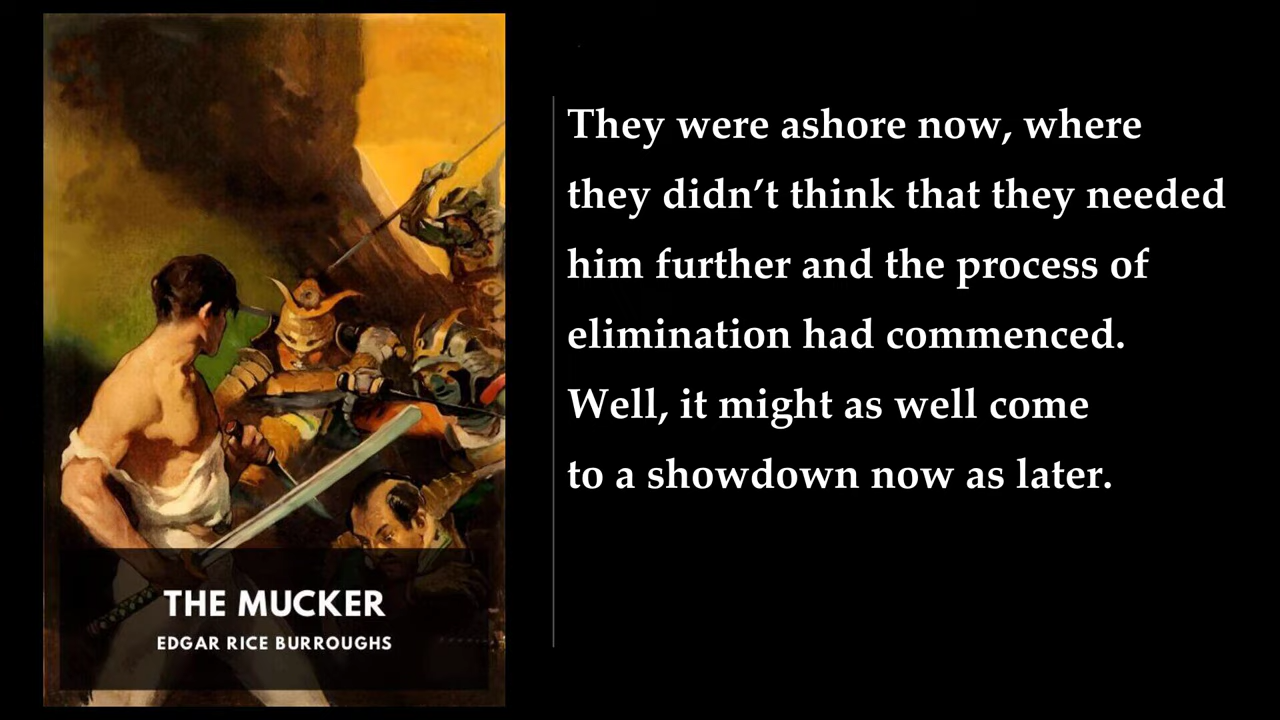 They were ashore now, where
they didn’t think that they needed
him further and the process of
elimination had commenced.
Well, it might as well come
to a showdown now as later.
THE MUCKER
EDGAR RICE BURROUGHS